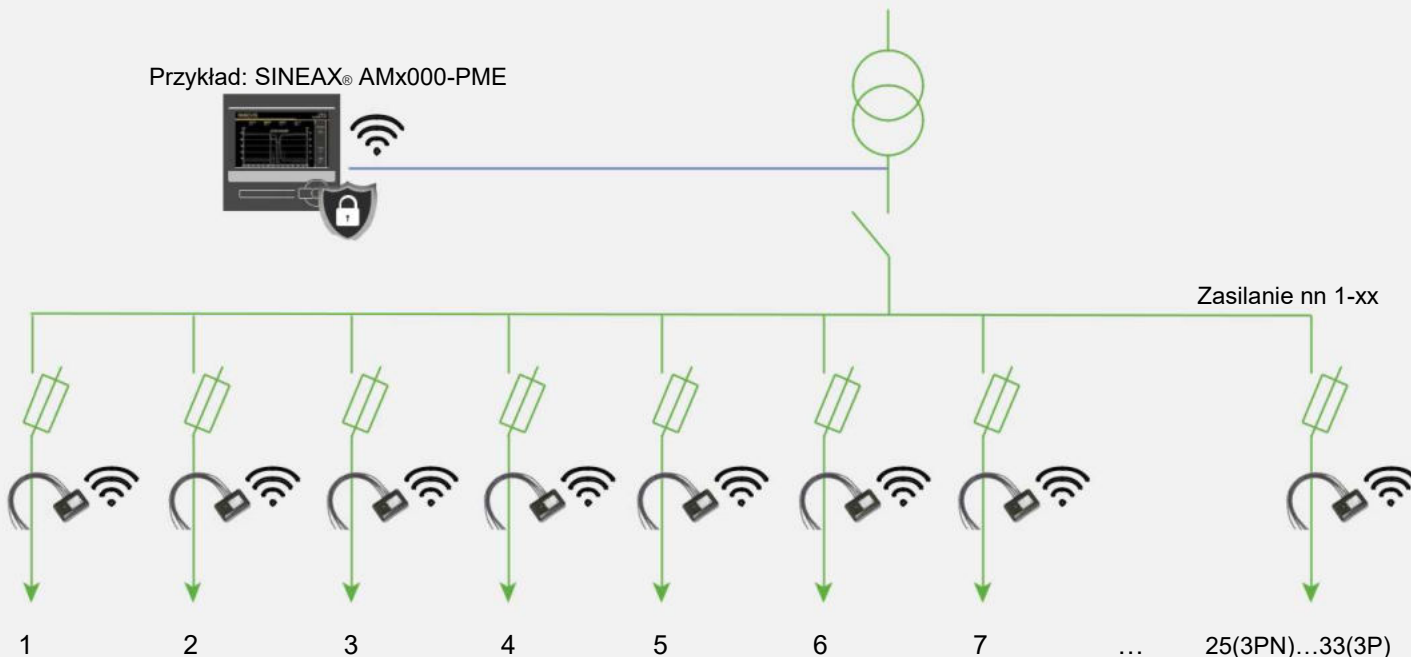 Przykład: SINEAX® AMx000-PME
Zasilanie nn 1-xx
1 2 3 4 5 6 7 … 25(3PN)…33(3P)